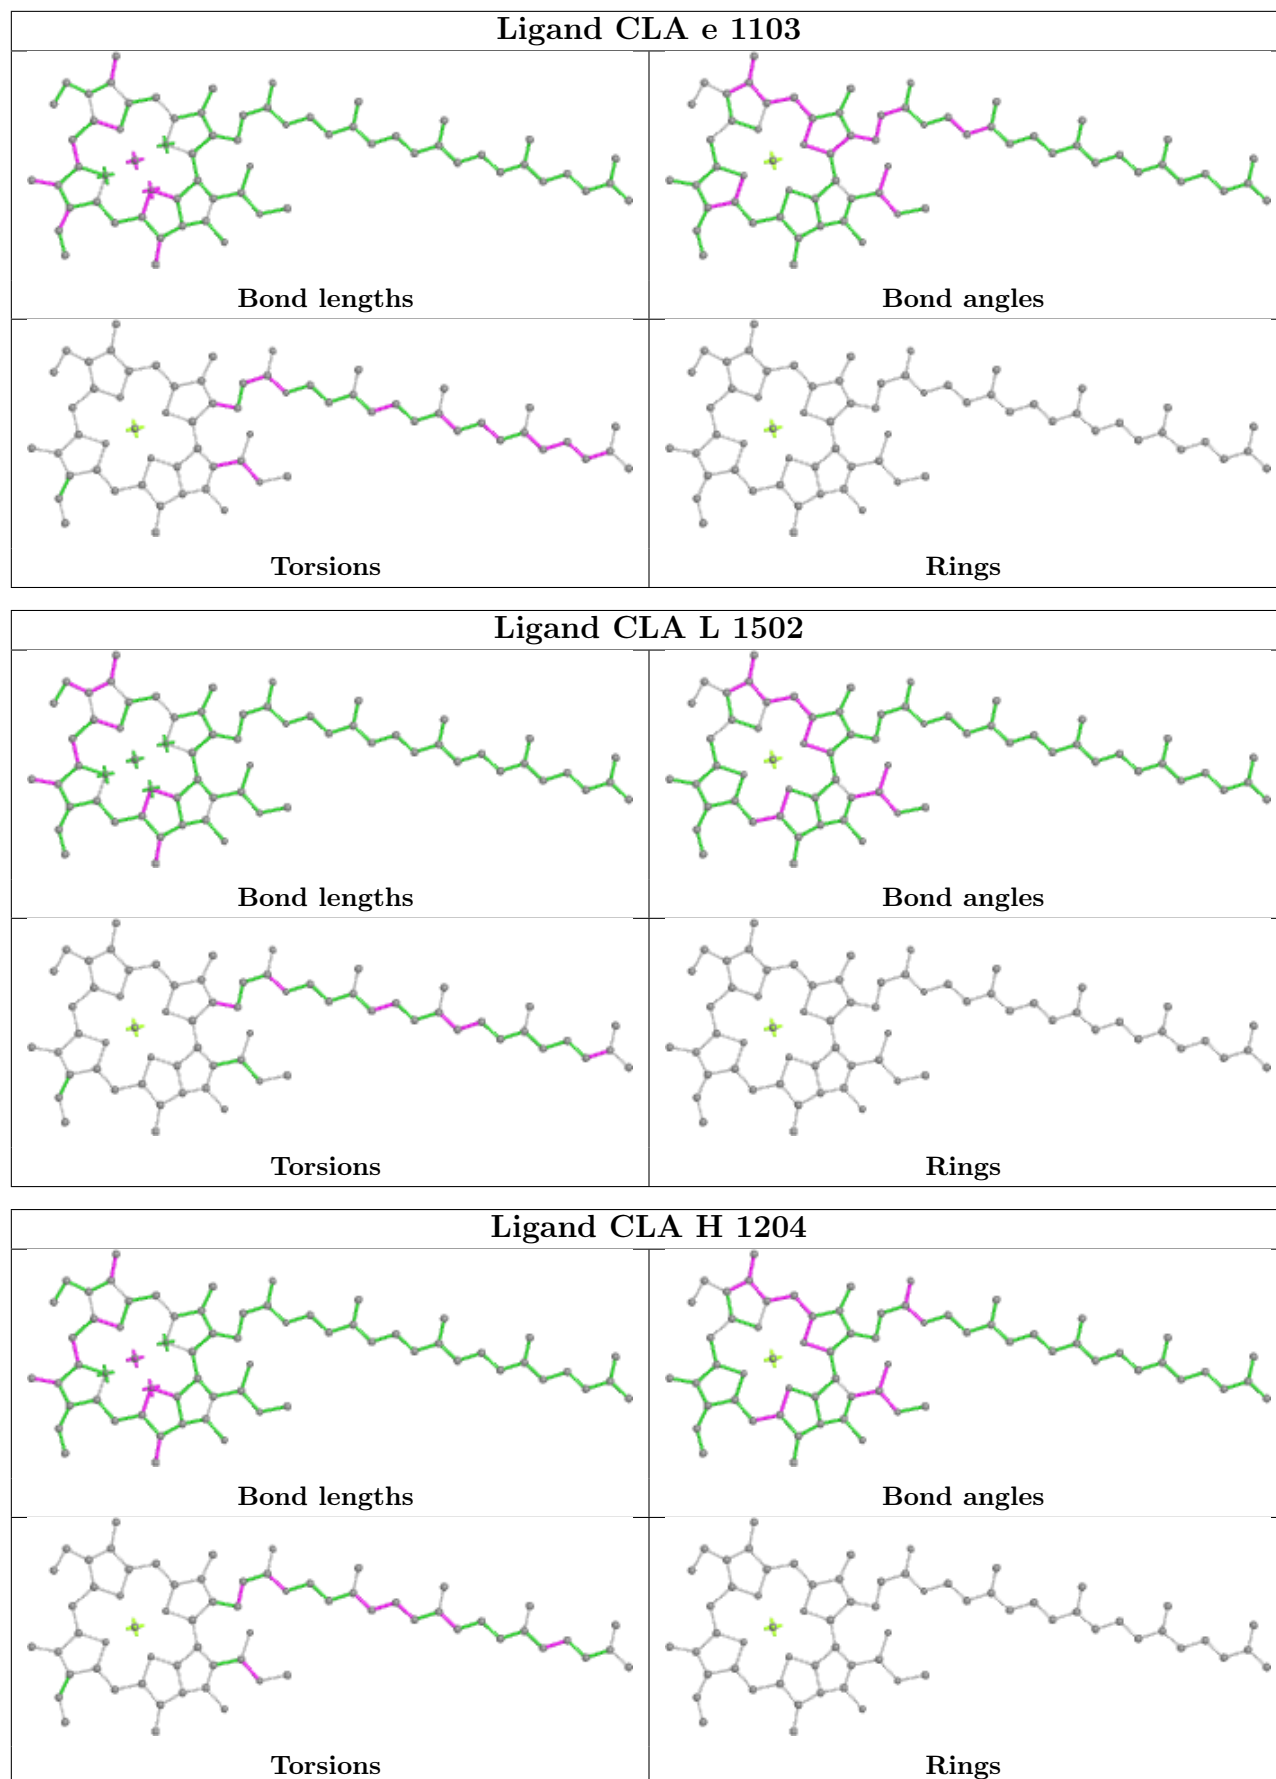 Ligand CLA e 1103
Bond lengths
Bond angles
Torsions
Rings
Ligand CLA L 1502
Bond lengths
Bond angles
Torsions
Rings
Ligand CLA H 1204
Bond lengths
Bond angles
Torsions
Rings